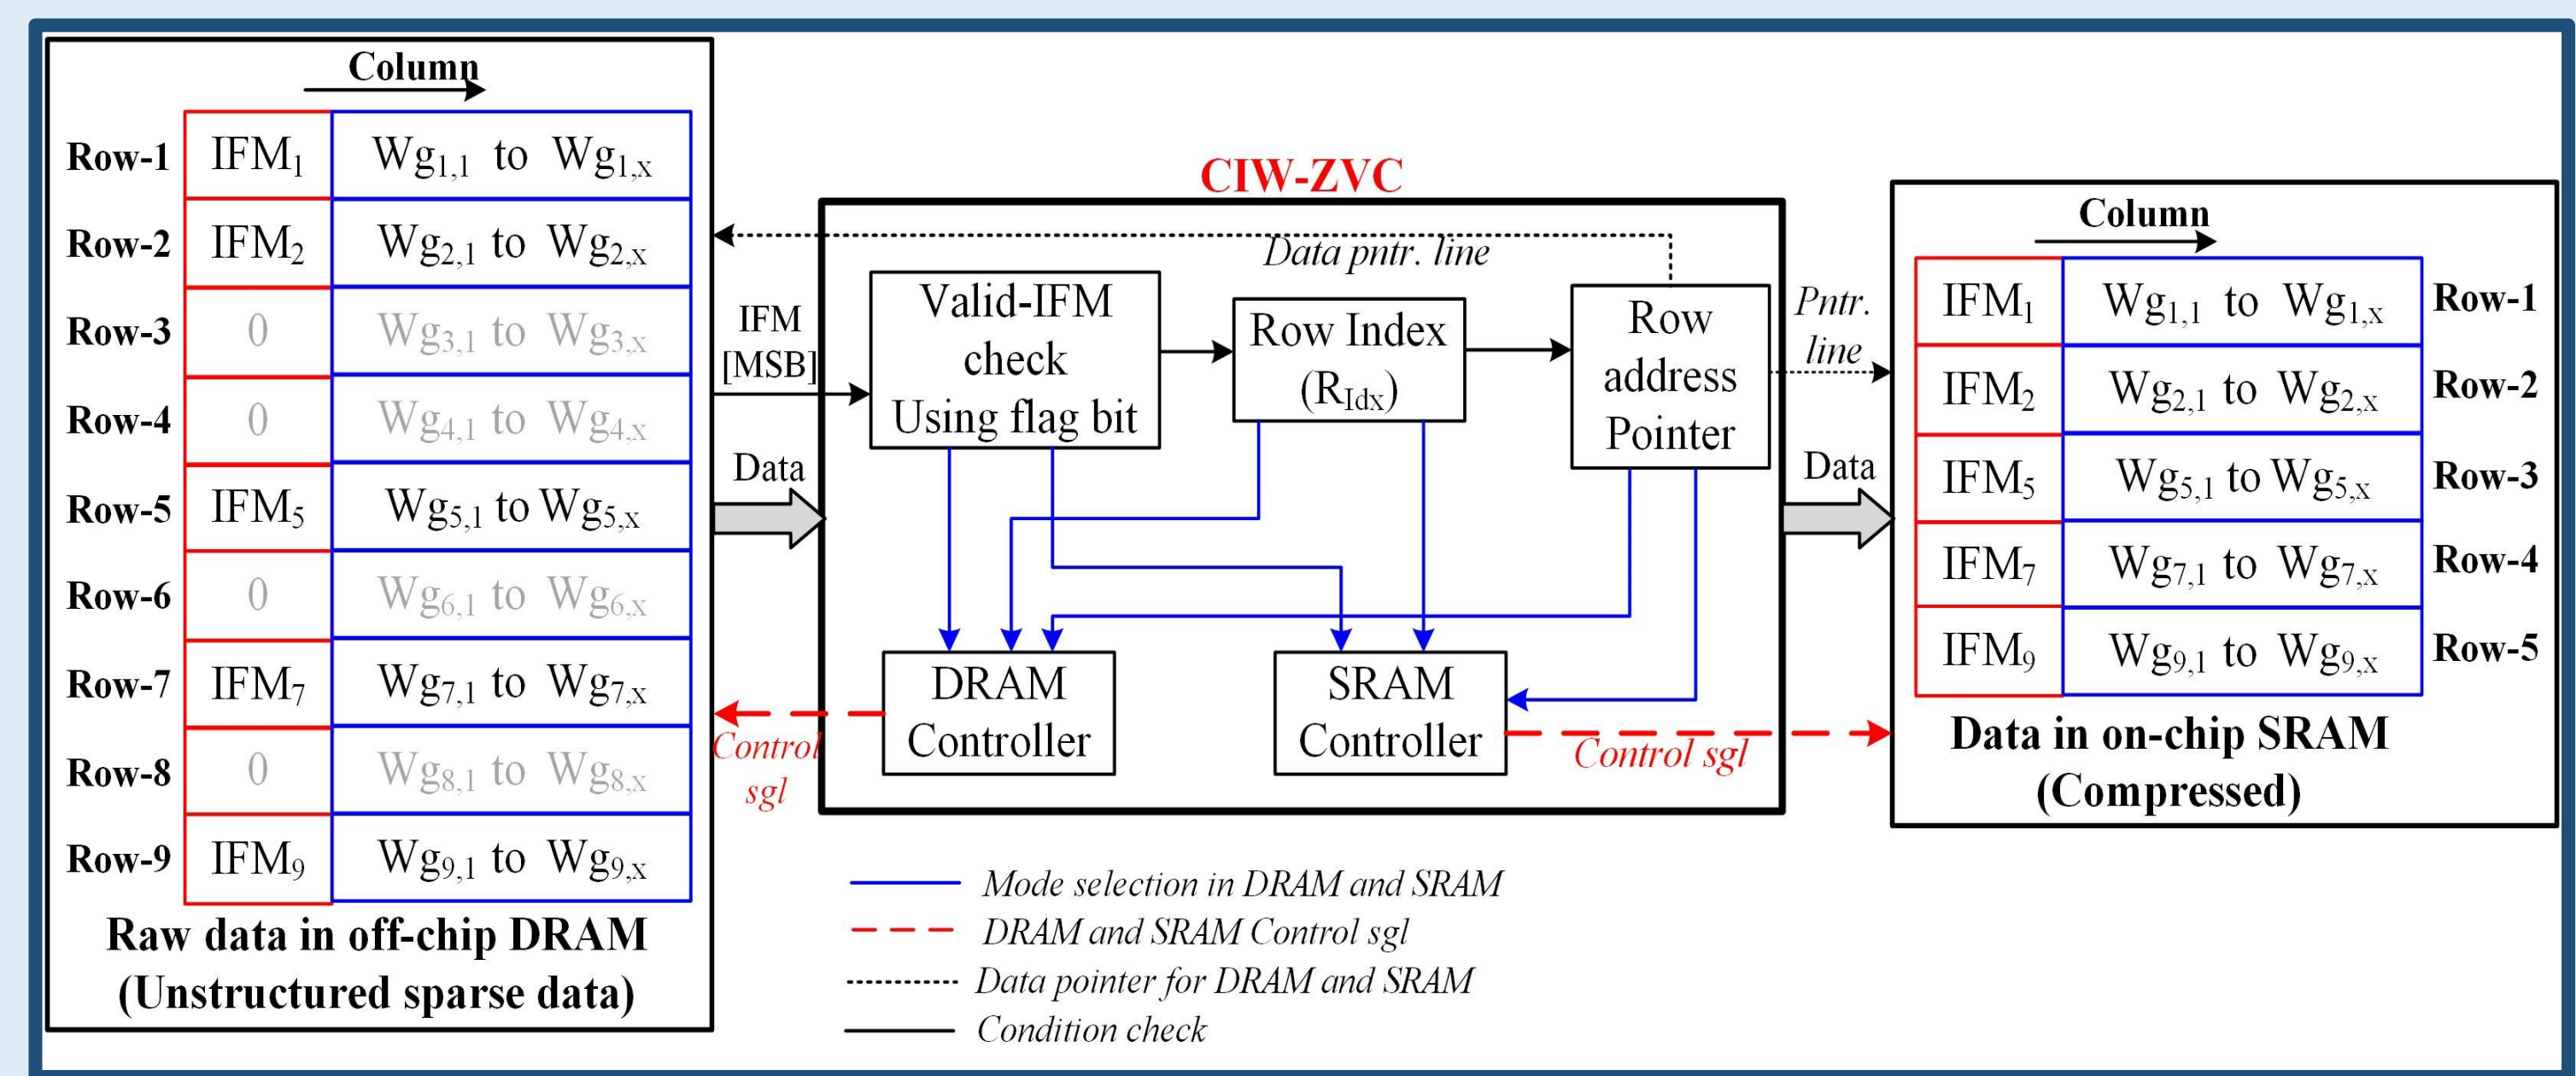 Column
Row-1 IFM1 Wg1,1 to Wg1,x
Row-2 IFM2 Wg2,1 to Wg2,x
Row-3 0 Wg3,1 to Wg3,x
Row-4 0 Wg4,1 to Wg4,x
Row-5 IFM5 Wg5,1 to Wg5,x
Row-6 0 Wg6,1 to Wg6,x
Row-7 IFM7 Wg7,1 to Wg7,x
Row-8 0 Wg8,1 to Wg8,x
Row-9 IFM9 Wg9,1 to Wg9,x
Raw data in off-chip DRAM
(Unstructured sparse data)
IFM
[MSB]
Data
Control
sgl
CIW-ZVC
Data pntr. line
Valid-IFM
check
Using flag bit
Row Index
(RIdx)
Row
address
Pointer
DRAM
Controller
SRAM
Controller
Control sgl
Pntr.
line
Data
Column
IFM1 Wg1,1 to Wg1,x Row-1
IFM2 Wg2,1 to Wg2,x Row-2
IFM5 Wg5,1 to Wg5,x Row-3
IFM7 Wg7,1 to Wg7,x Row-4
IFM9 Wg9,1 to Wg9,x Row-5
Data in on-chip SRAM
(Compressed)
Mode selection in DRAM and SRAM
DRAM and SRAM Control sgl
Data pointer for DRAM and SRAM
Condition check